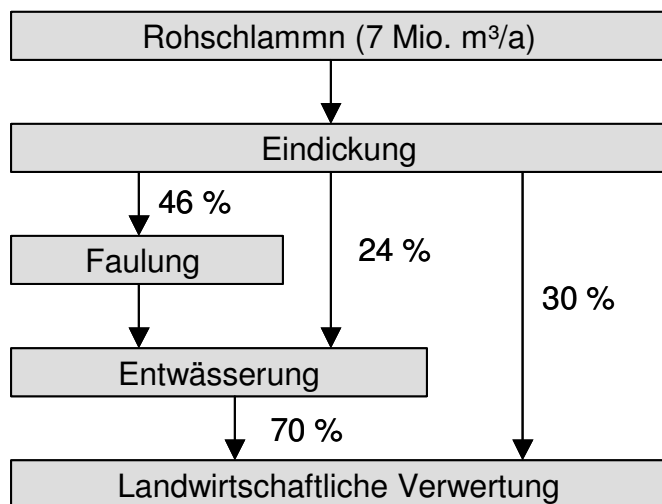 Rohschlammn (7 Mio. m³/a)
Eindickung
46 %
Faulung
24 %
30 %
Entwässerung
70 %
Landwirtschaftliche Verwertung